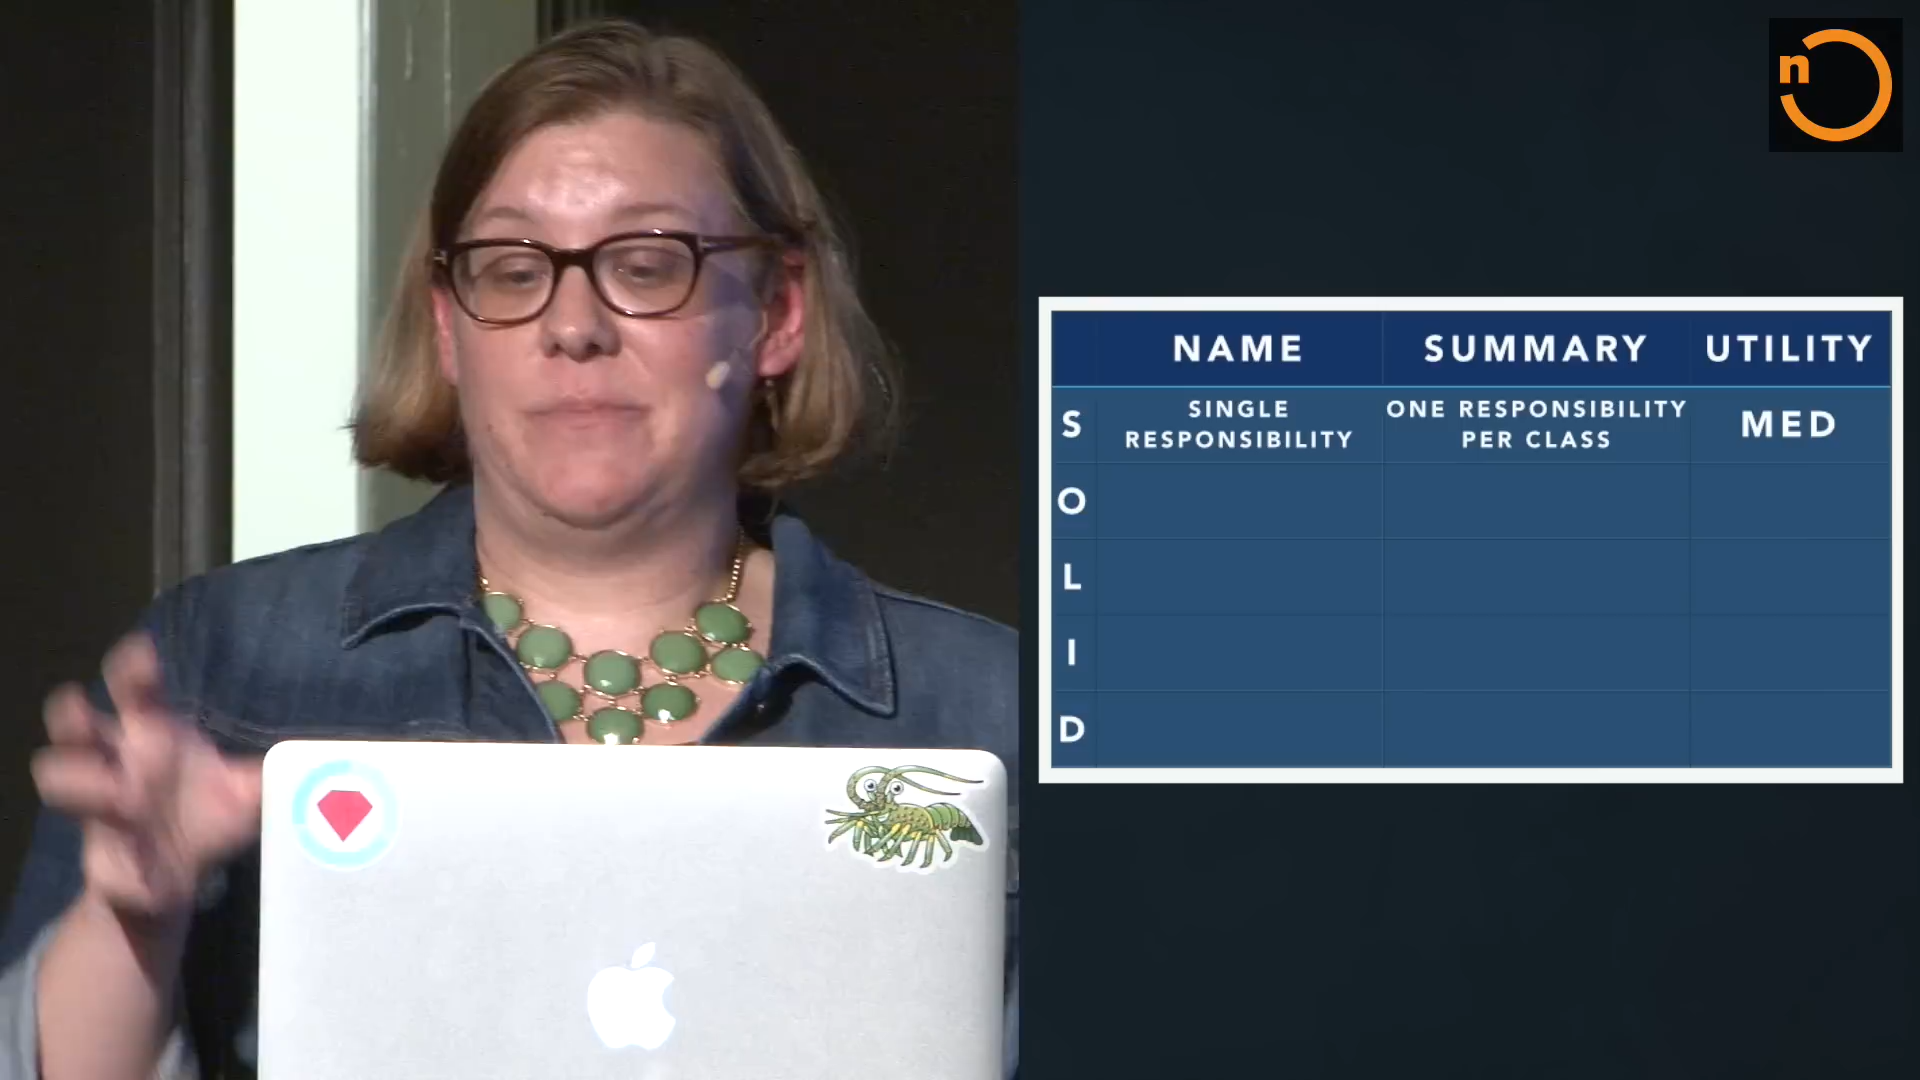 n
NAME SUMMARY UTILITY
S SINGLE RESPONSIBILITY ONE RESPONSIBILITY PER CLASS MED
O
L
I
D